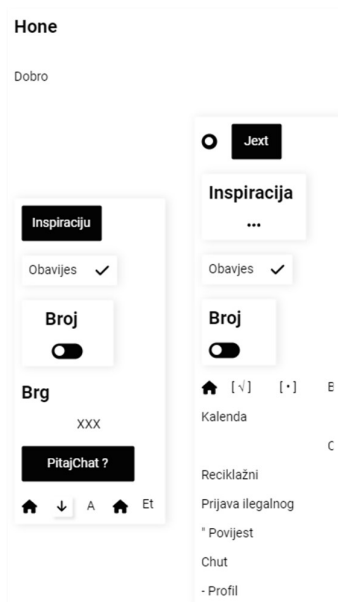 Hone
Dobro
Inspiraciju
Obavijes
Broj
Brg
XXX
PitajChat ?
A
Et
Jext
Inspiracija
...
Obavjes
Broj
[√] [·] B
Kalenda
C
Reciklažni
Prijava ilegalnog
" Povijest
Chut
- Profil